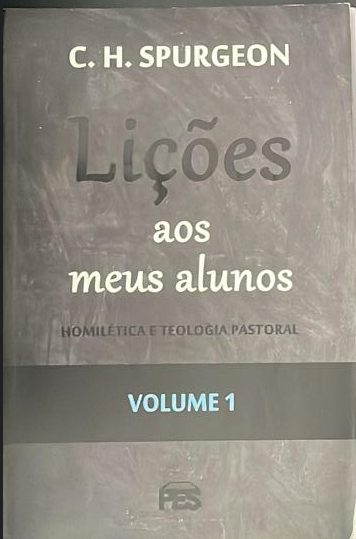 C. H. SPURGEON
Lições
aos
meus alunos
HOMILÉTICA E TEOLOGIA PASTORAL
VOLUME 1
PES